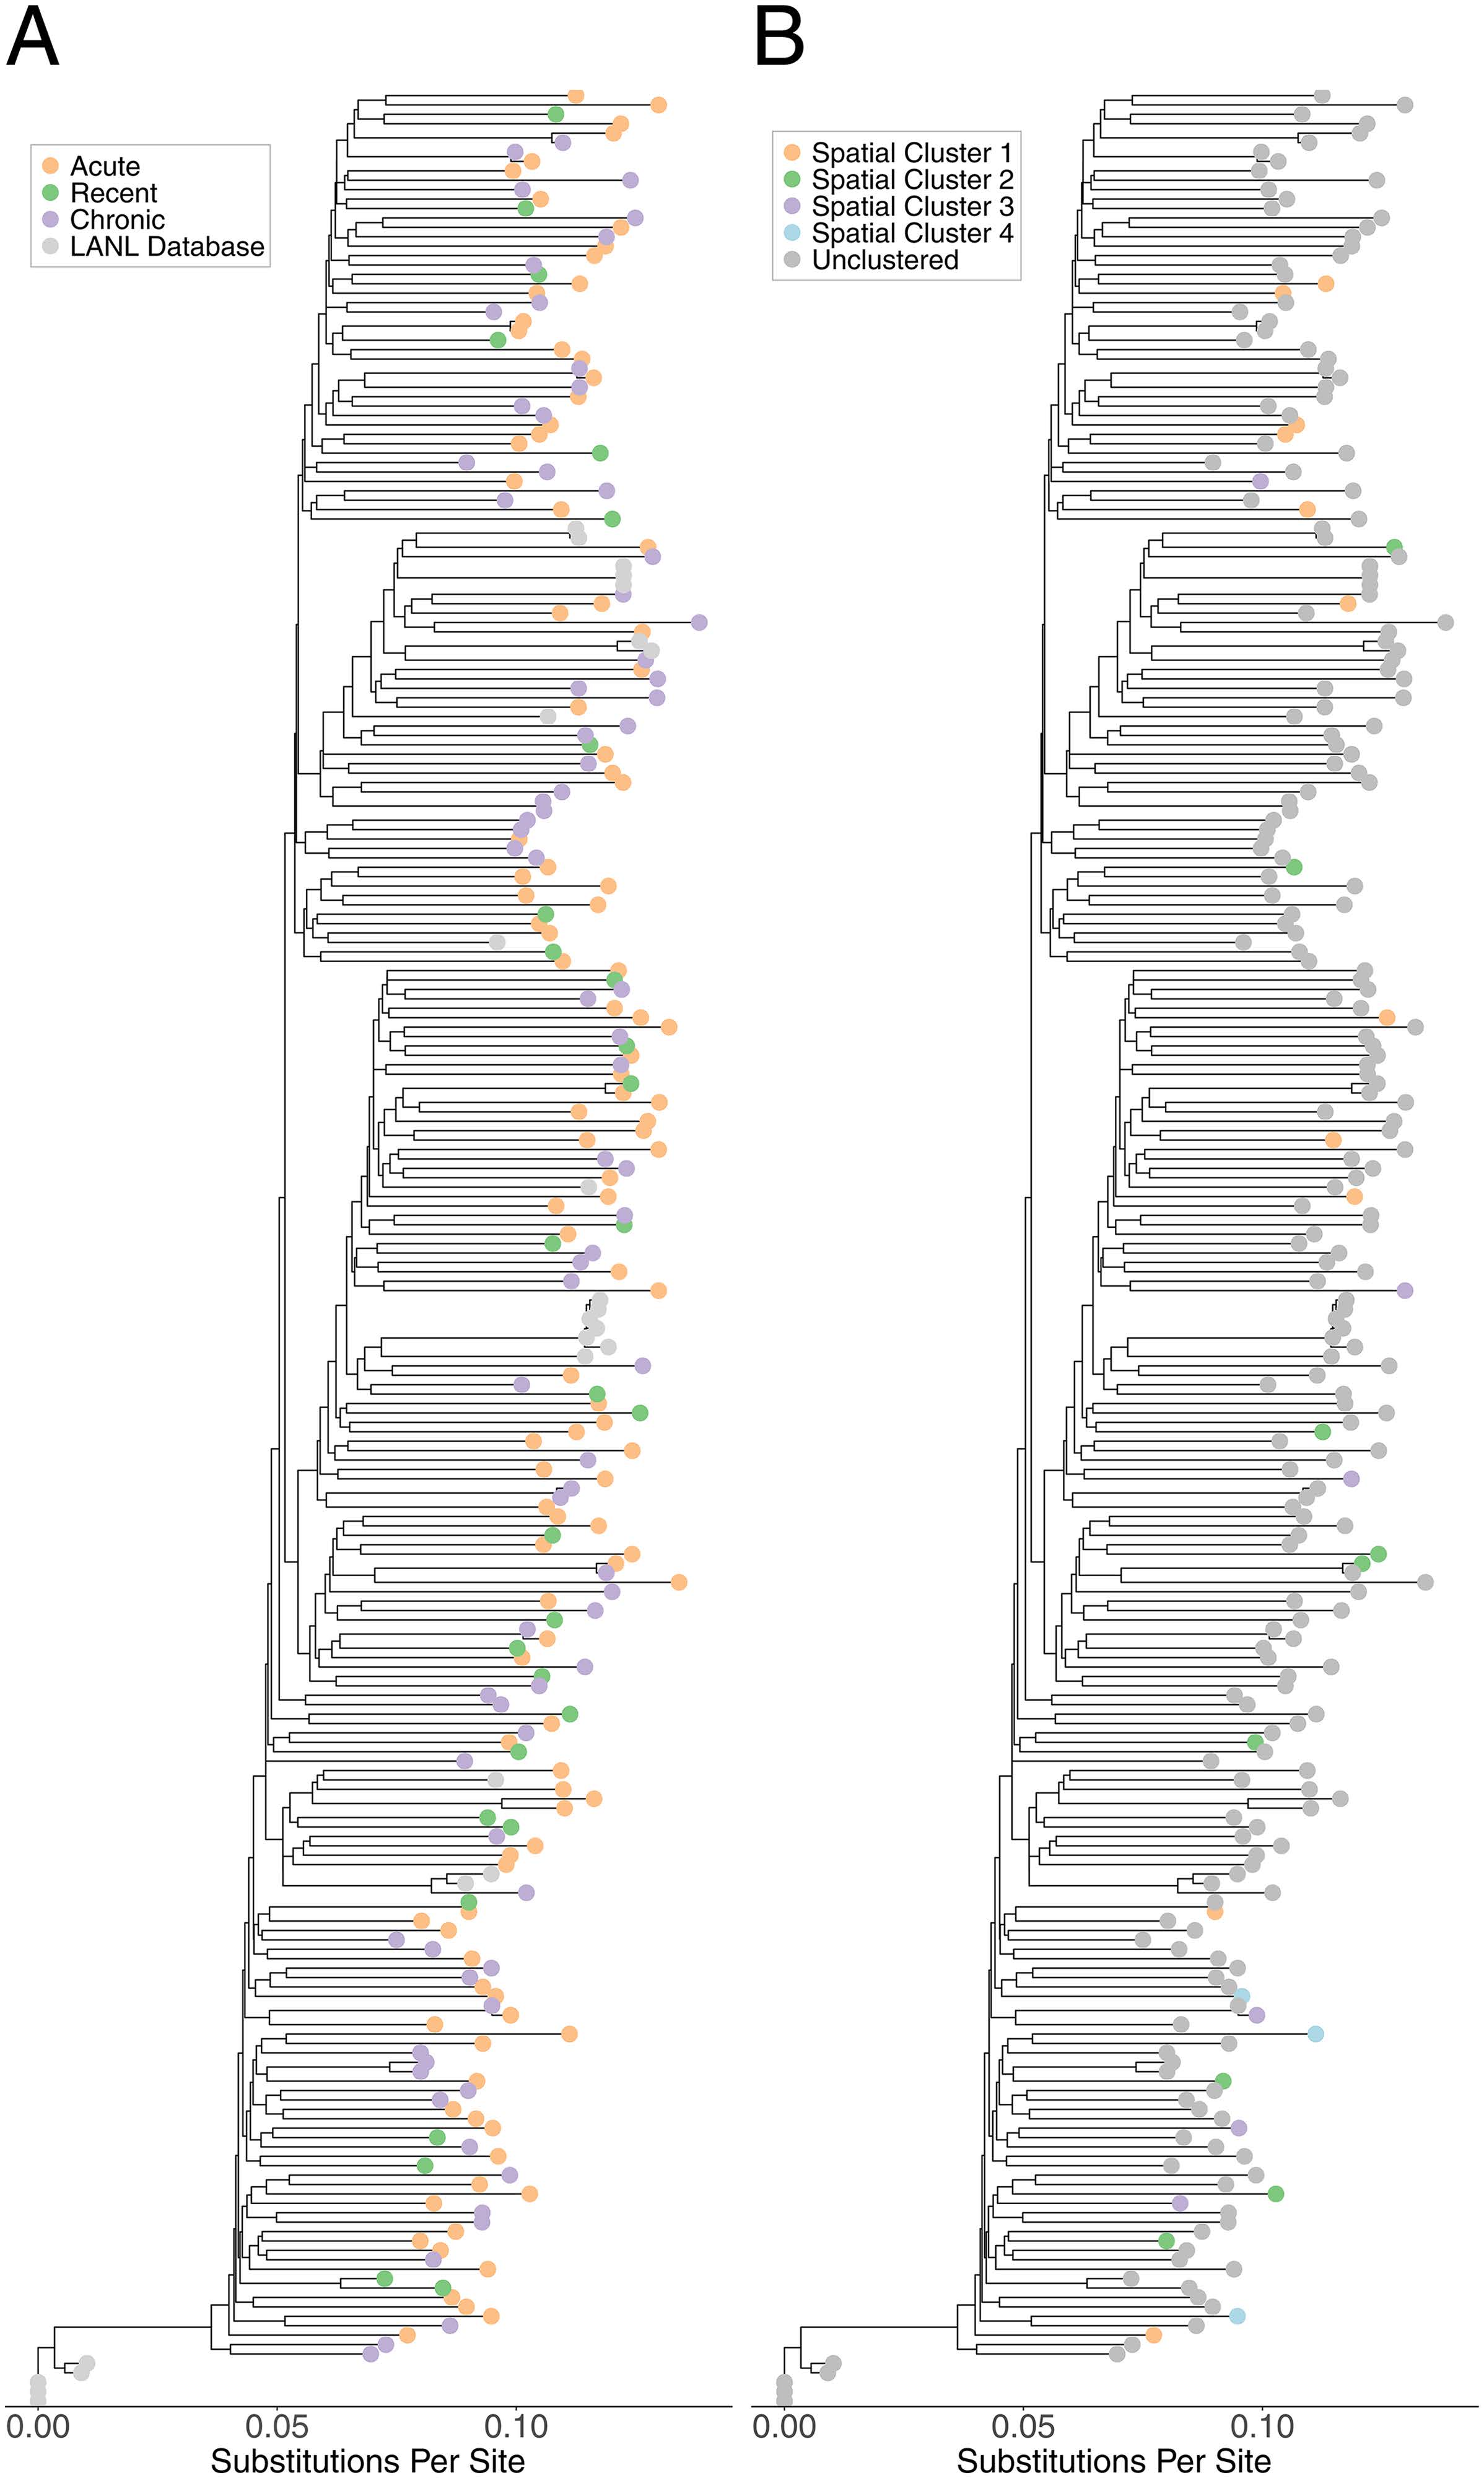 A
Acute
Recent
Chronic
LANL Database
0.00 0.05 0.10
Substitutions Per Site
B
Spatial Cluster 1
Spatial Cluster 2
Spatial Cluster 3
Spatial Cluster 4
Unclustered
0.00 0.05 0.10
Substitutions Per Site